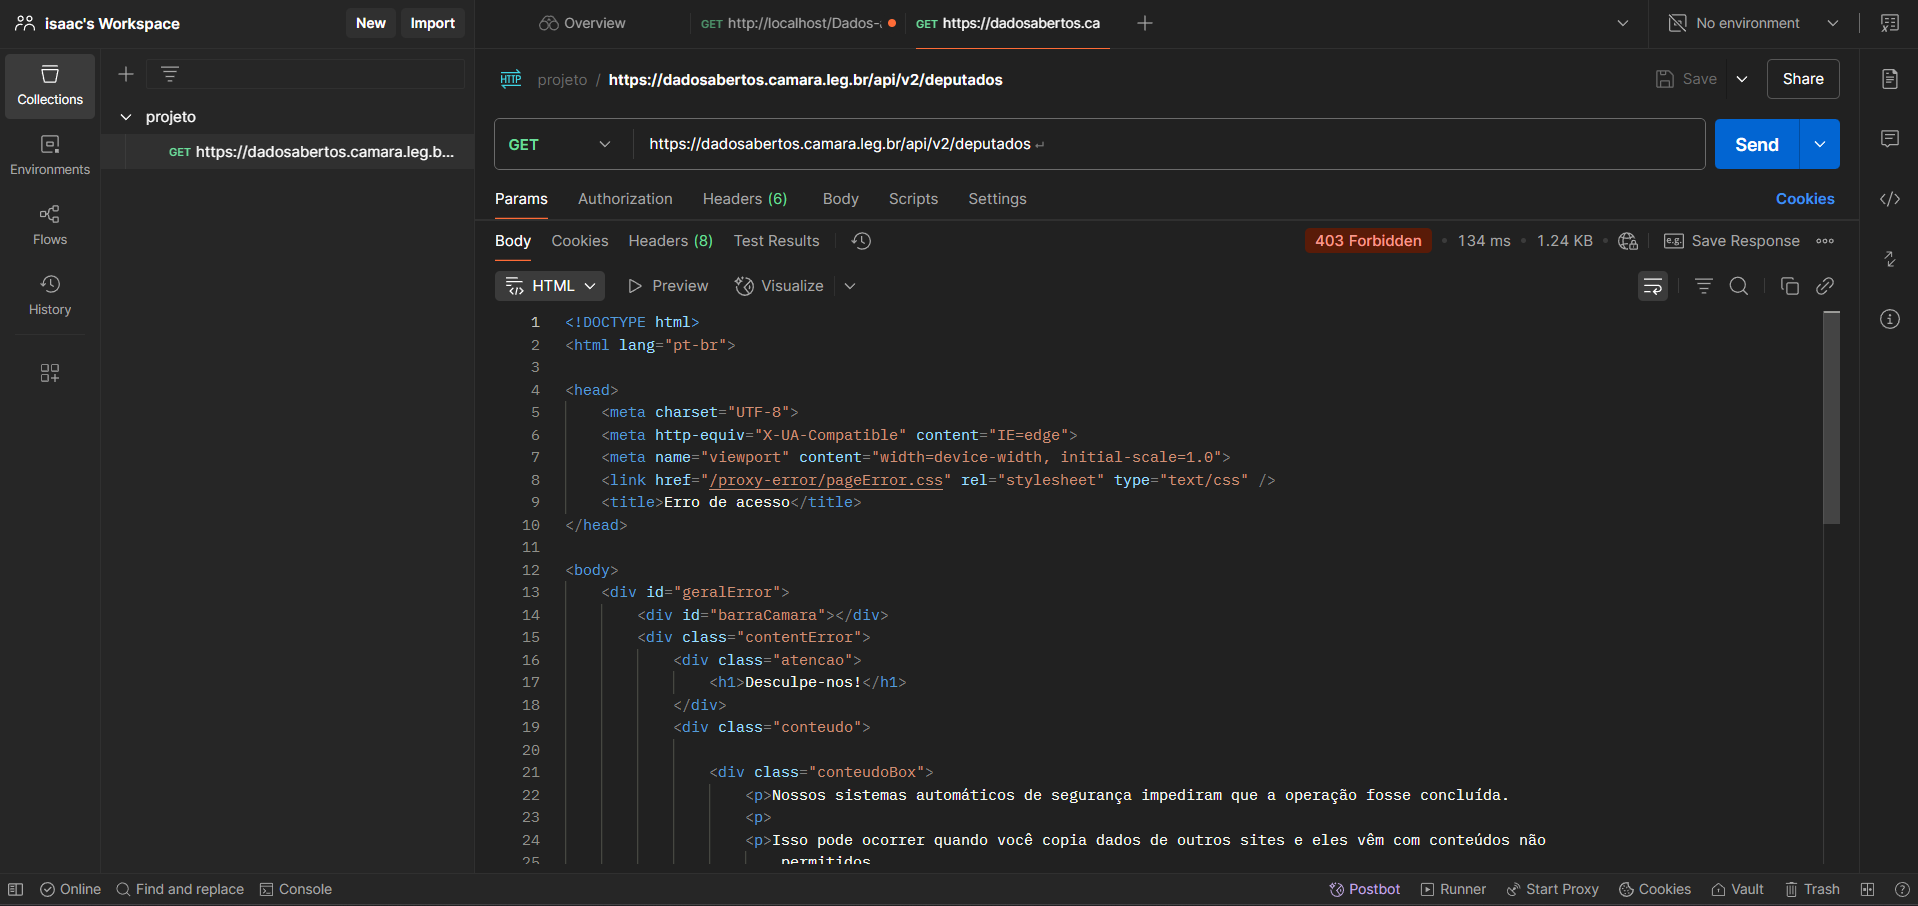 isaac's Workspace
New
Import
Overview
GET http://localhost/Dados-
GET https://dadosabertos.ca
No environment
Collections
Environments
Flows
History
projeto
GET https://dadosabertos.camara.leg.b...
HTTP projeto / https://dadosabertos.camara.leg.br/api/v2/deputados
Save
Share
GET
https://dadosabertos.camara.leg.br/api/v2/deputados ↵
Send
Params
Authorization
Headers (6)
Body
Scripts
Settings
Cookies
Body
Cookies
Headers (8)
Test Results
403 Forbidden • 134 ms • 1.24 KB •
e.g. Save Response
HTML
Preview
Visualize
1 <!DOCTYPE html>
2 <html lang="pt-br">
3
4 <head>
5 <meta charset="UTF-8">
6 <meta http-equiv="X-UA-Compatible" content="IE=edge">
7 <meta name="viewport" content="width=device-width, initial-scale=1.0">
8 <link href="/proxy-error/pageError.css" rel="stylesheet" type="text/css" />
9 <title>Erro de acesso</title>
10 </head>
11
12 <body>
13 <div id="geralError">
14 <div id="barraCamara"></div>
15 <div class="contentError">
16 <div class="atencao">
17 <h1>Desculpe-nos!</h1>
18 </div>
19 <div class="conteudo">
20
21 <div class="conteudoBox">
22 <p>Nossos sistemas automáticos de segurança impediram que a operação fosse concluída.
23 <p>
24 <p>Isso pode ocorrer quando você copia dados de outros sites e eles vêm com conteúdos não
permitidos
25
Online
Find and replace
Console
Postbot
Runner
Start Proxy
Cookies
Vault
Trash